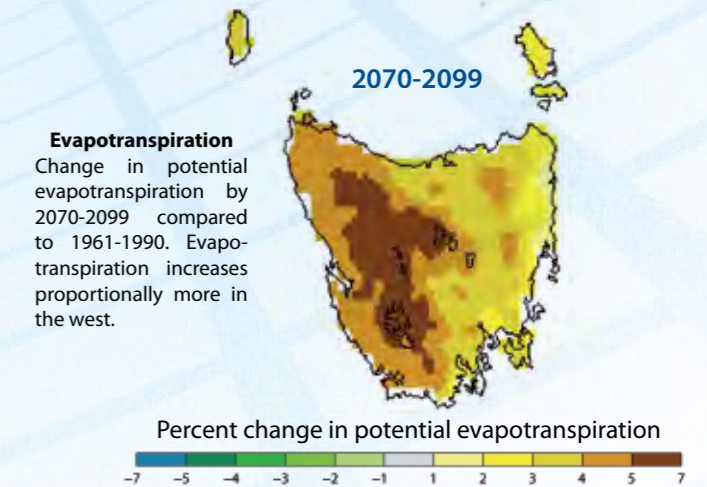 2070-2099
Evapotranspiration
Change in potential
evapotranspiration by
2070-2099 compared
to 1961-1990. Evapo-
transpiration increases
proportionally more in
the west.
Percent change in potential evapotranspiration
−7 −5 −4 −3 −2 −1 1 2 3 4 5 7